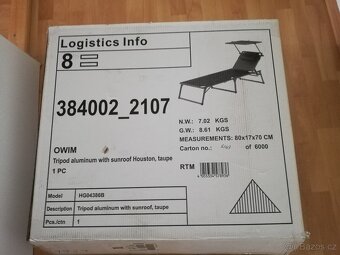 Logistics Info
8
384002_2107
N.W.: 7.02 KGS
G.W.: 8.61 KGS
MEASUREMENTS: 80x17x70 CM
Carton no.: of 6000
OWIM
Tripod aluminum with sunroof Houston, taupe
1 PC
RTM
Model HG04386B
Description Tripod aluminum with sunroof, taupe
Pcs./ctn 1